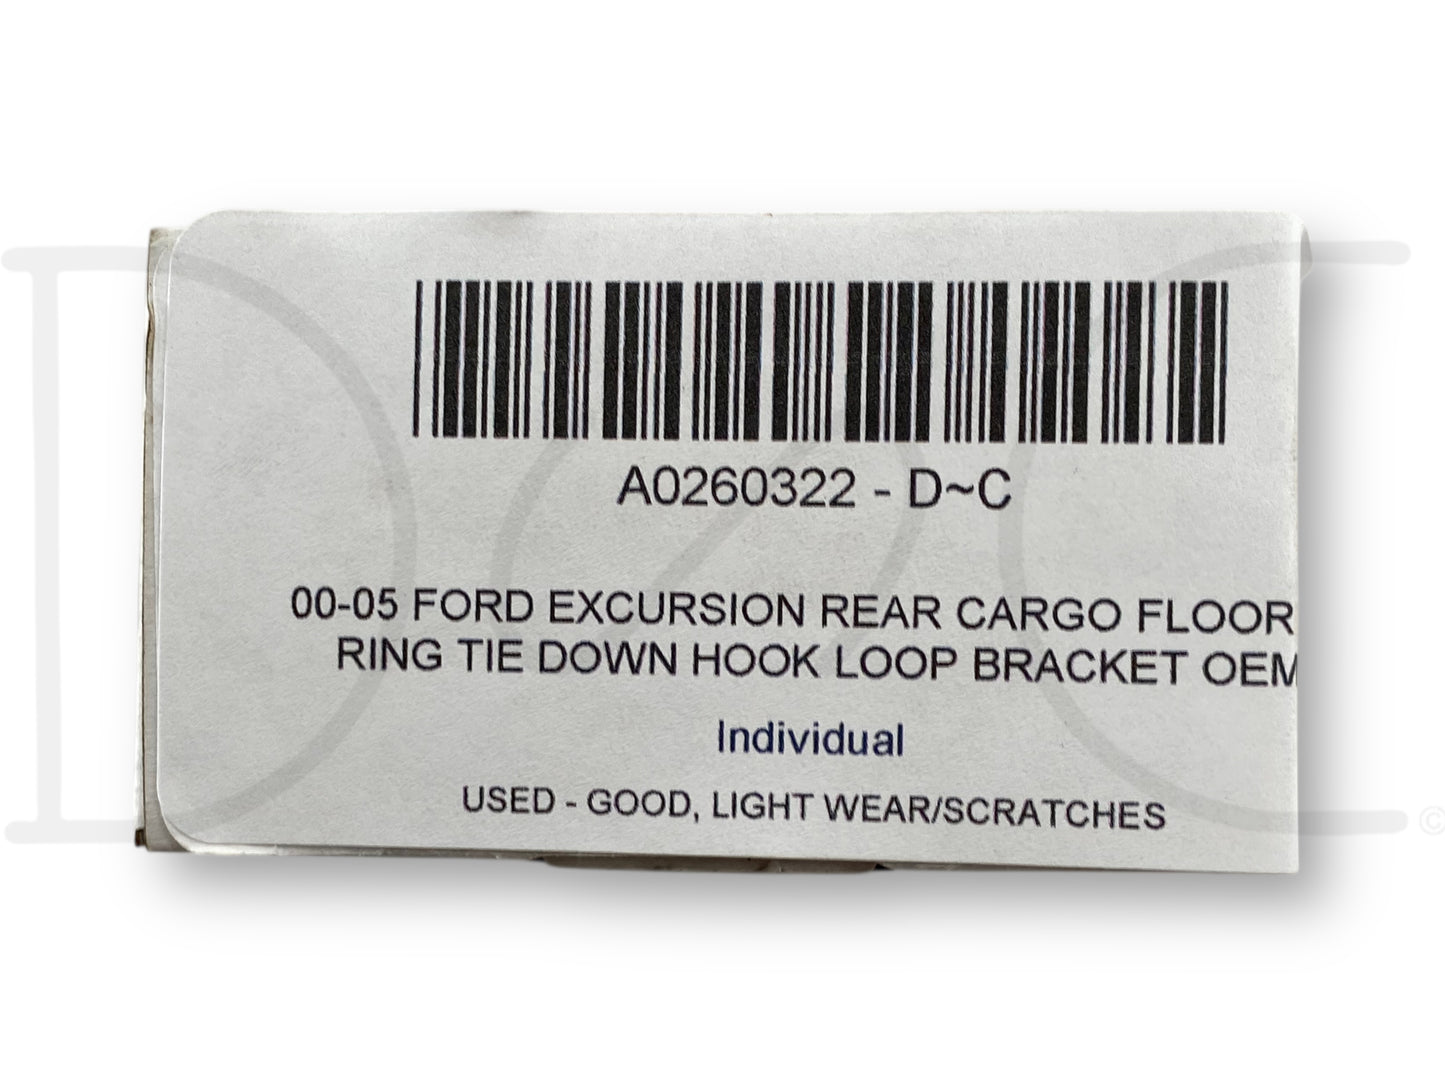 A0260322 - D~C
00-05 FORD EXCURSION REAR CARGO FLOOR
RING TIE DOWN HOOK LOOP BRACKET OEM
Individual
USED - GOOD, LIGHT WEAR/SCRATCHES
D~C
©